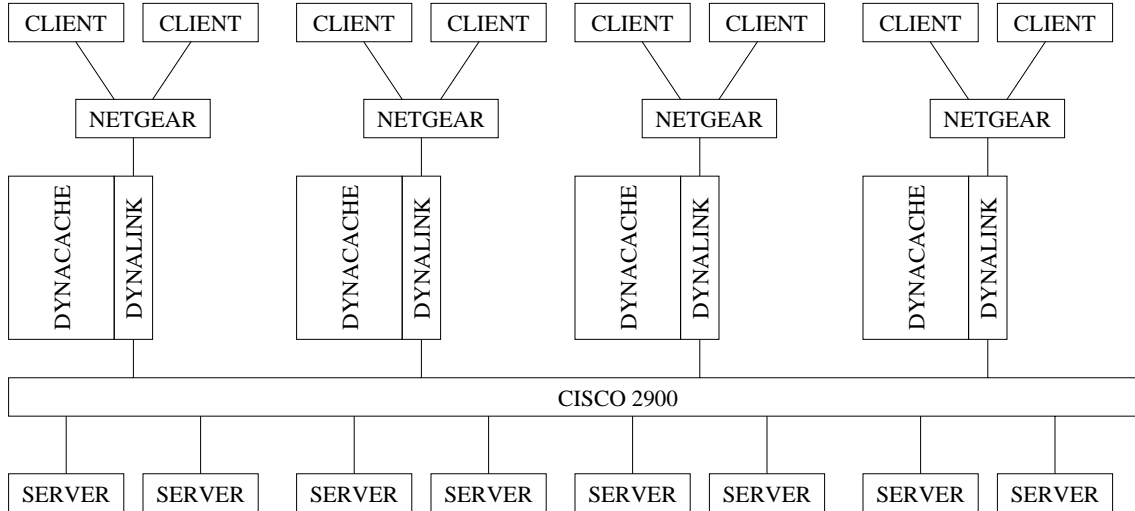 CLIENT CLIENT CLIENT CLIENT CLIENT CLIENT CLIENT CLIENT
NETGEAR NETGEAR NETGEAR NETGEAR
DYNACACHE DYNALINK DYNACACHE DYNALINK DYNACACHE DYNALINK DYNACACHE DYNALINK
CISCO 2900
SERVER SERVER SERVER SERVER SERVER SERVER SERVER SERVER